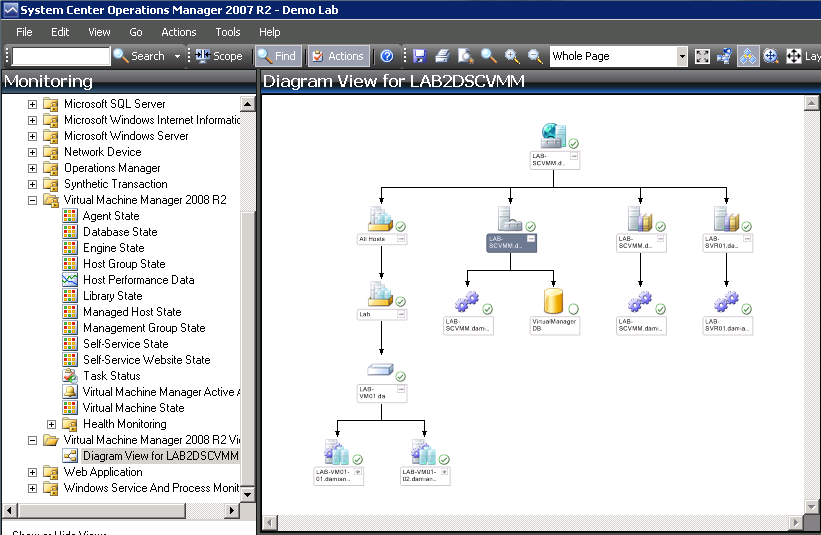 System Center Operations Manager 2007 R2 - Demo Lab
File Edit View Go Actions Tools Help
Search Scope Find Actions Whole Page Lay
Monitoring
Diagram View for LAB2DSCVMM
Microsoft SQL Server
Microsoft Windows Internet Informatic
Microsoft Windows Server
Network Device
Operations Manager
Synthetic Transaction
Virtual Machine Manager 2008 R2
Agent State
Database State
Engine State
Host Group State
Host Performance Data
Library State
Managed Host State
Management Group State
Self-Service State
Self-Service Website State
Task Status
Virtual Machine Manager Active A
Virtual Machine State
Health Monitoring
Virtual Machine Manager 2008 R2 Vi
Diagram View for LAB2DSCVMM
Web Application
Windows Service And Process Monit
Show or Hide Views
LAB-
SCVMM.d..
All Hosts
LAB-
SCVMM.d...
LAB-
SCVMM.d...
LAB-
SVR01.da...
Lab
LAB-
SCVMM.dami...
VirtualManager
DB
LAB-
SCVMM.dami...
LAB-
SVR01.damia...
LAB-
VM01.da
LAB-VM01-
01.damian...
LAB-VM01-
02.damian...